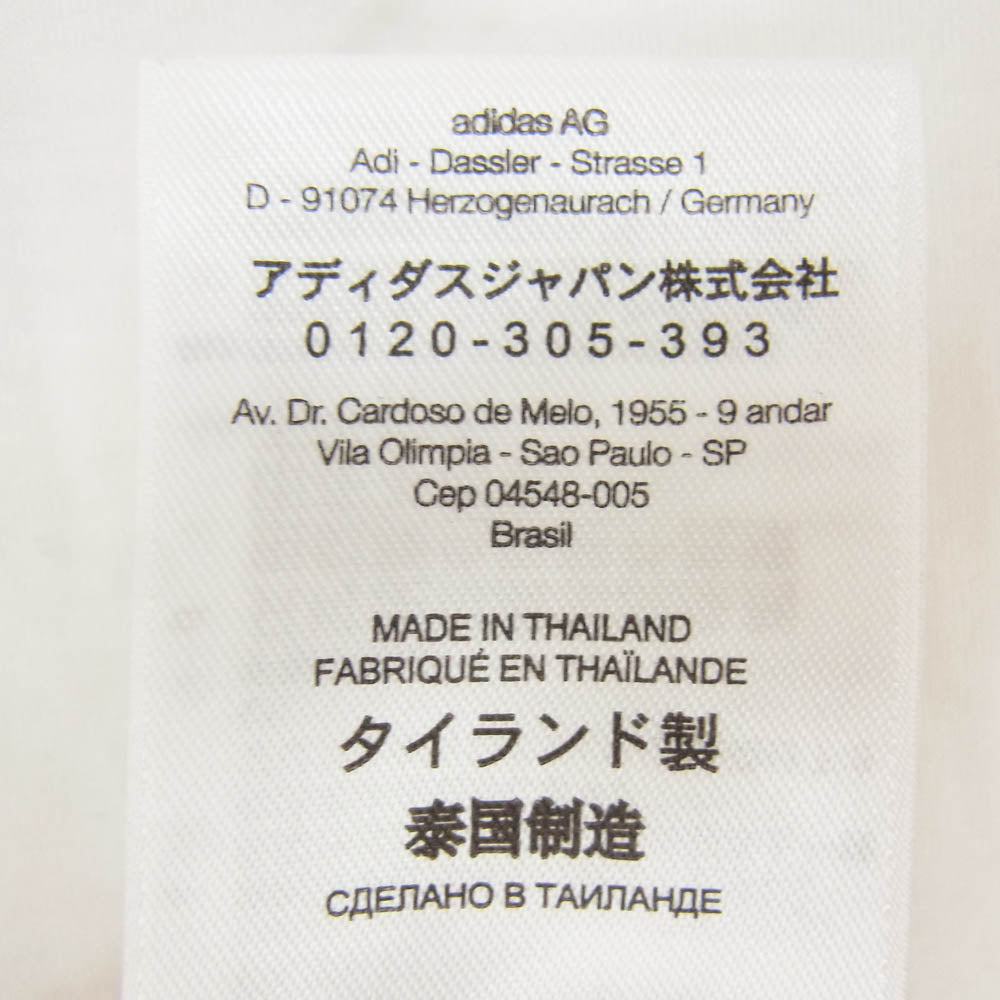 adidas AG
Adi - Dassler - Strasse 1
D - 91074 Herzogenaurach / Germany
アディダスジャパン株式会社
0120-305-393
Av. Dr. Cardoso de Melo, 1955 - 9 andar
Vila Olimpia - Sao Paulo - SP
Cep 04548-005
Brasil
MADE IN THAILAND
FABRIQUÉ EN THAÏLANDE
タイランド製
泰国制造
СДЕЛАНО В ТАИЛАНДЕ